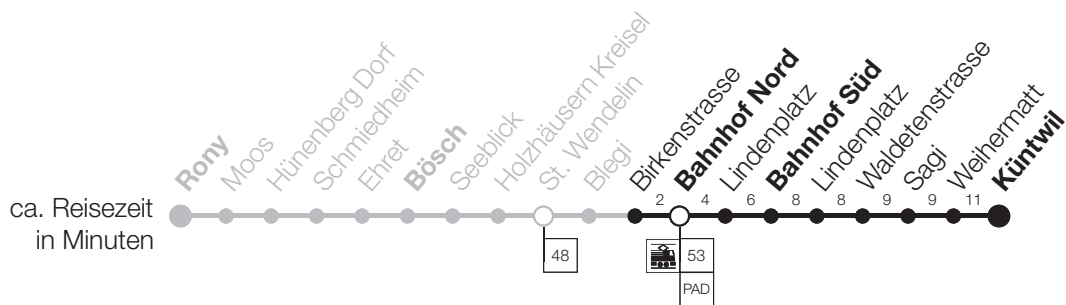 Rony
Moos
Hünenberg Dorf
Schmiedheim
Ehret
Bösch
Seeblick
Holzhäusern Kreisel
St. Wendelin
Blegi
Birkenstrasse
Bahnhof Nord
Lindenplatz
Bahnhof Süd
Lindenplatz
Waldetenstrasse
Sagi
Weihermatt
Küntwil
ca. Reisezeit
in Minuten
2 4 6 8 8 9 9 11
48
53
PAD